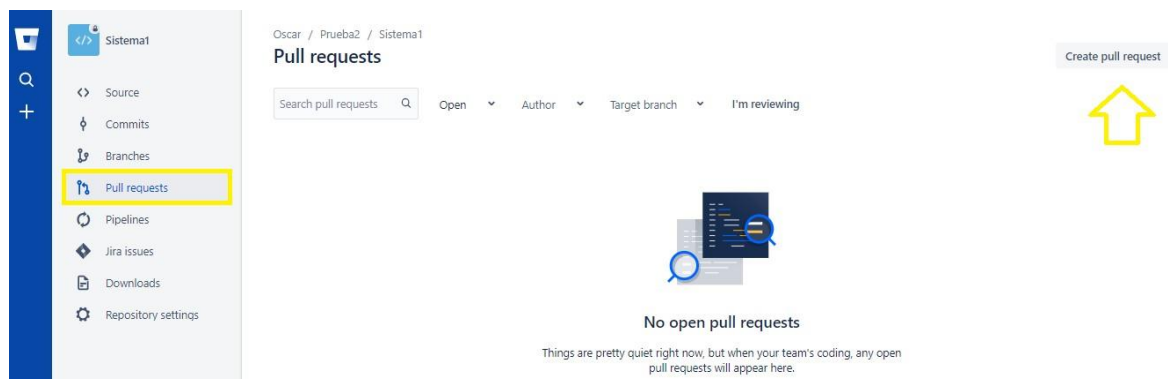 Sistema1
Source
Commits
Branches
Pull requests
Pipelines
Jira issues
Downloads
Repository settings
Oscar / Prueba2 / Sistema1
Pull requests
Create pull request
Search pull requests Open Author Target branch I'm reviewing
No open pull requests
Things are pretty quiet right now, but when your team's coding, any open
pull requests will appear here.